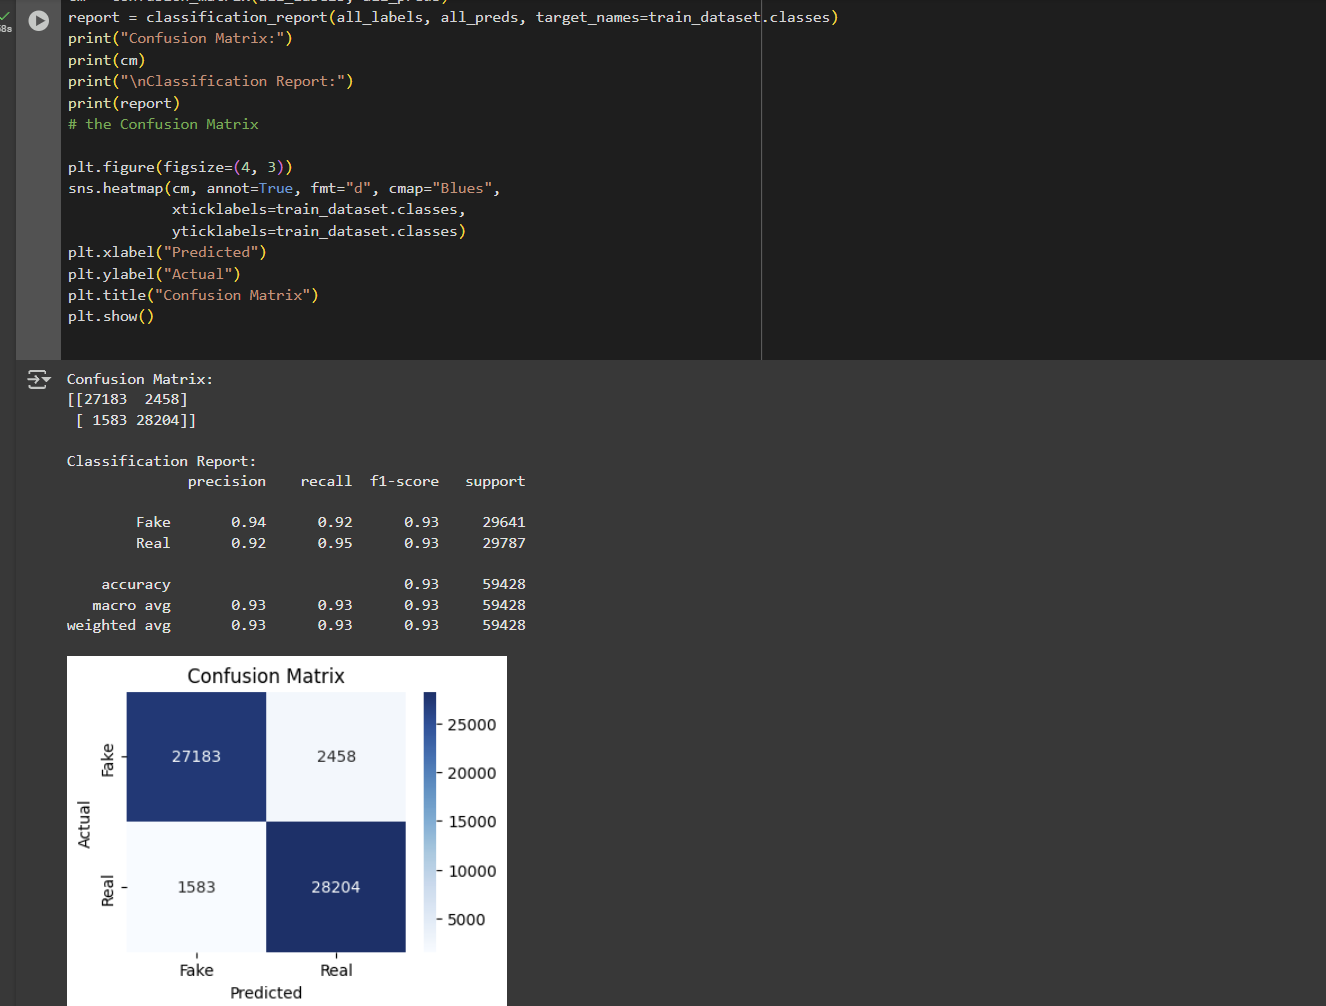 report = classification_report(all_labels, all_preds, target_names=train_dataset.classes)
print("Confusion Matrix:")
print(cm)
print("\nClassification Report:")
print(report)
# the Confusion Matrix
plt.figure(figsize=(4, 3))
sns.heatmap(cm, annot=True, fmt="d", cmap="Blues",
            xticklabels=train_dataset.classes,
            yticklabels=train_dataset.classes)
plt.xlabel("Predicted")
plt.ylabel("Actual")
plt.title("Confusion Matrix")
plt.show()
Confusion Matrix:
[[27183  2458]
 [ 1583 28204]]
Classification Report:
              precision    recall  f1-score   support
        Fake       0.94      0.92      0.93     29641
        Real       0.92      0.95      0.93     29787
    accuracy                           0.93     59428
   macro avg       0.93      0.93      0.93     59428
weighted avg       0.93      0.93      0.93     59428
Confusion Matrix
25000
Fake
27183
2458
20000
15000
Actual
10000
Real
1583
28204
5000
Fake
Real
Predicted